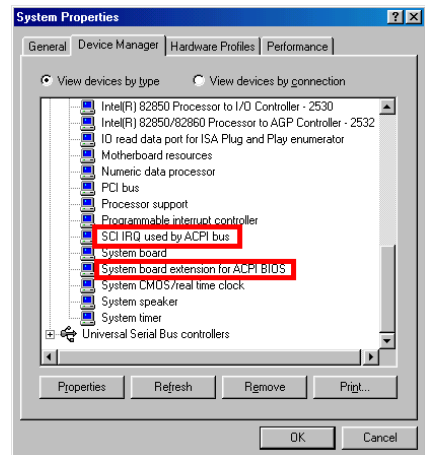 System Properties
General Device Manager Hardware Profiles Performance
View devices by type View devices by connection
Intel(R) 82850 Processor to I/O Controller - 2530
Intel(R) 82850/82860 Processor to AGP Controller - 2532
IO read data port for ISA Plug and Play enumerator
Motherboard resources
Numeric data processor
PCI bus
Processor support
Programmable interrupt controller
SCI IRQ used by ACPI bus
System board
System board extension for ACPI BIOS
System CMOS/real time clock
System speaker
System timer
Universal Serial Bus controllers
Properties Refresh Remove Print...
OK Cancel